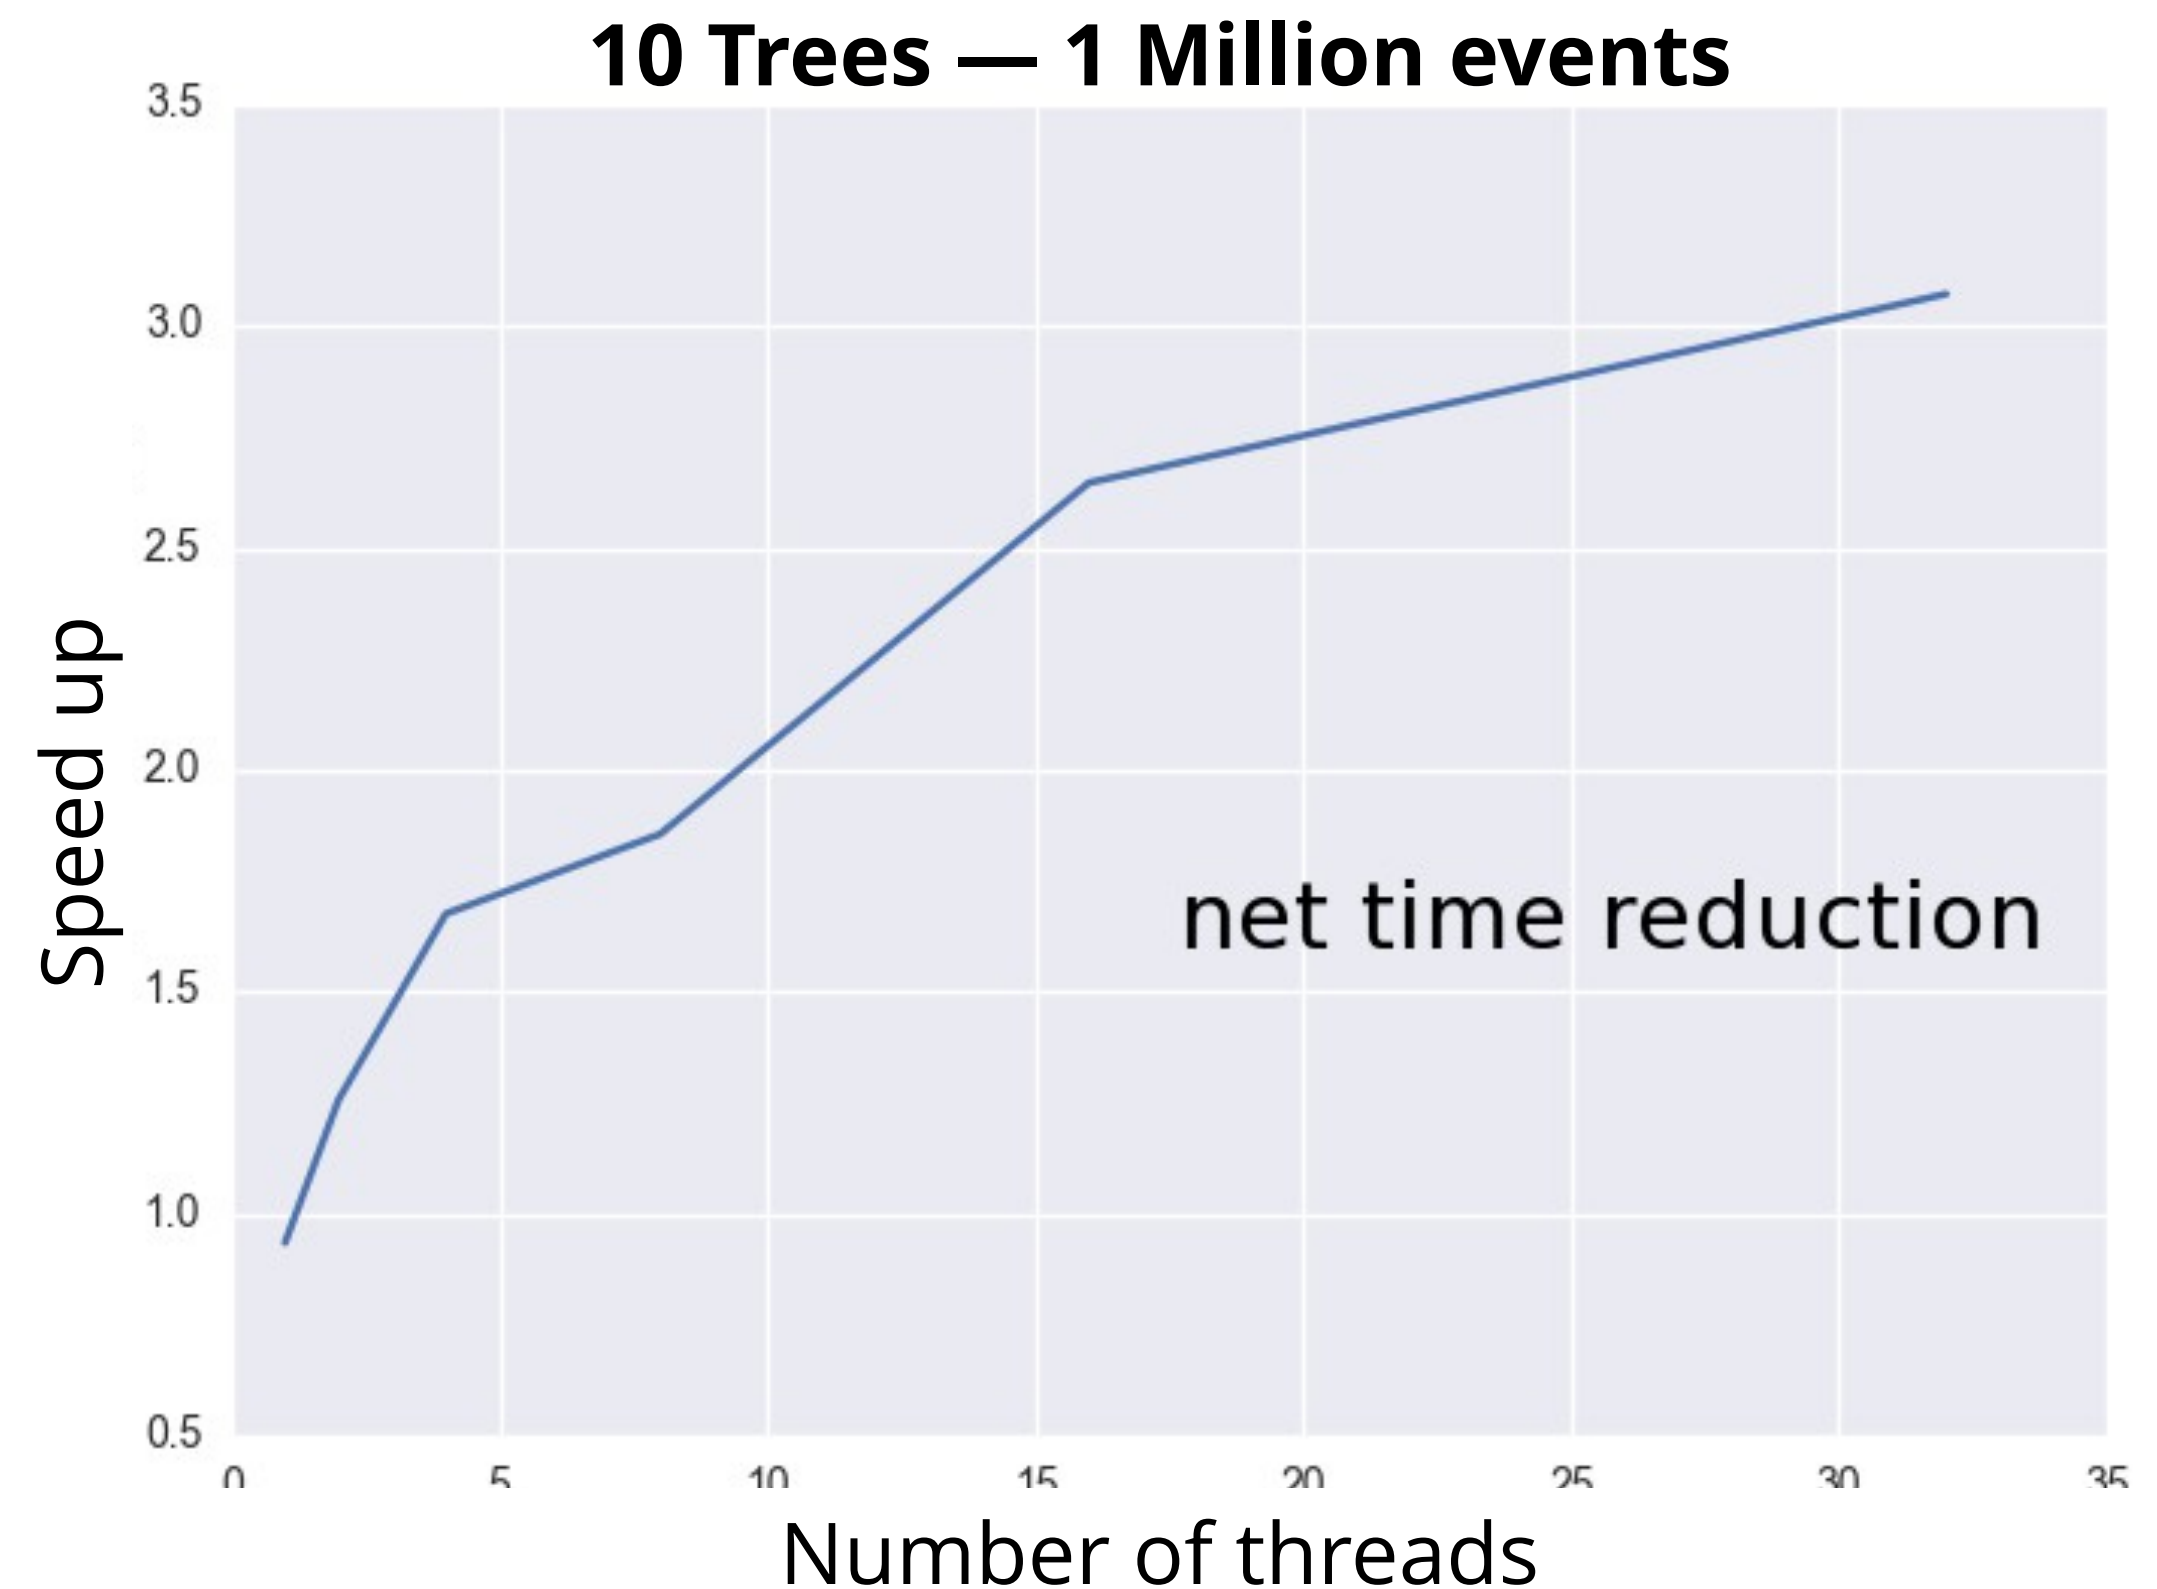 10 Trees — 1 Million events
3.5
3.0
2.5
2.0
1.5
1.0
0.5
Speed up
net time reduction
0 5 10 15 20 25 30 35
Number of threads